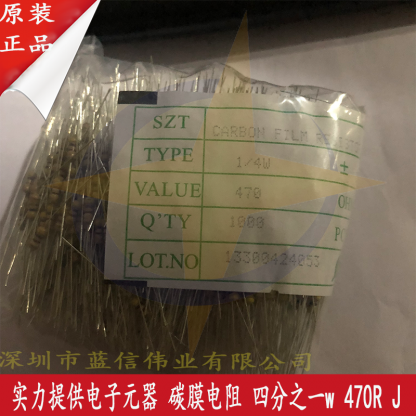 原装
正品
SZT CARBON FILM RE
TYPE 1/4W ±
VALUE 470
Q'TY 1000
LOT.NO 13300424053
深圳市蓝信伟业有限公司
实力提供电子元器 碳膜电阻 四分之一w 470R J